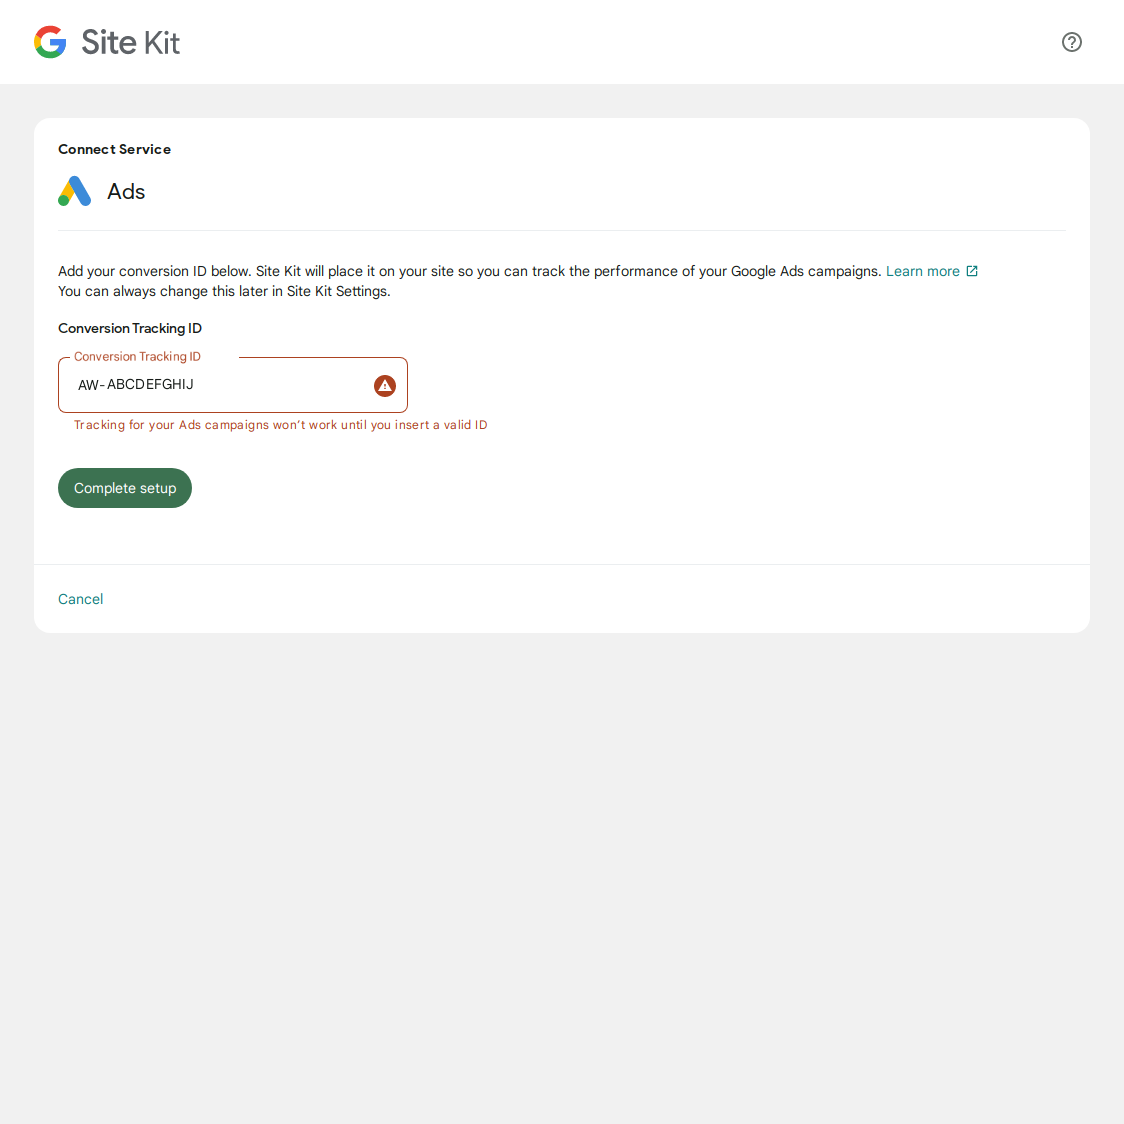 Site Kit
Connect Service
Ads
Add your conversion ID below. Site Kit will place it on your site so you can track the performance of your Google Ads campaigns. Learn more
You can always change this later in Site Kit Settings.
Conversion Tracking ID
Conversion Tracking ID
AW-ABCDEFGHIJ
Tracking for your Ads campaigns won’t work until you insert a valid ID
Complete setup
Cancel